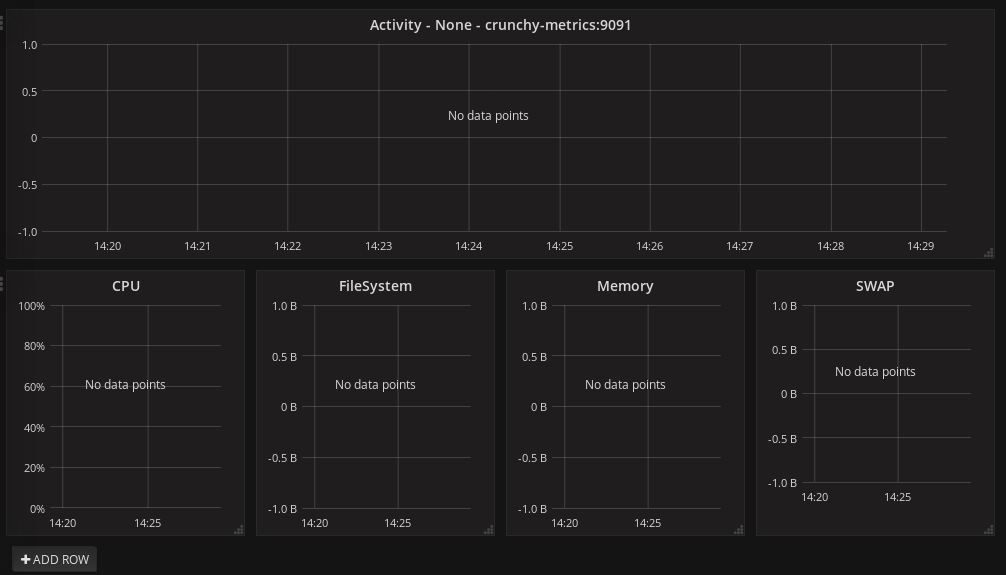 Activity - None - crunchy-metrics:9091
1.0
0.5
0
-0.5
-1.0
No data points
14:20 14:21 14:22 14:23 14:24 14:25 14:26 14:27 14:28 14:29
CPU
100%
80%
60%
40%
20%
0%
No data points
14:20 14:25
FileSystem
1.0 B
0.5 B
0 B
-0.5 B
-1.0 B
No data points
14:20 14:25
Memory
1.0 B
0.5 B
0 B
-0.5 B
-1.0 B
No data points
14:20 14:25
SWAP
1.0 B
0.5 B
0 B
-0.5 B
-1.0 B
No data points
14:20 14:25
+ ADD ROW